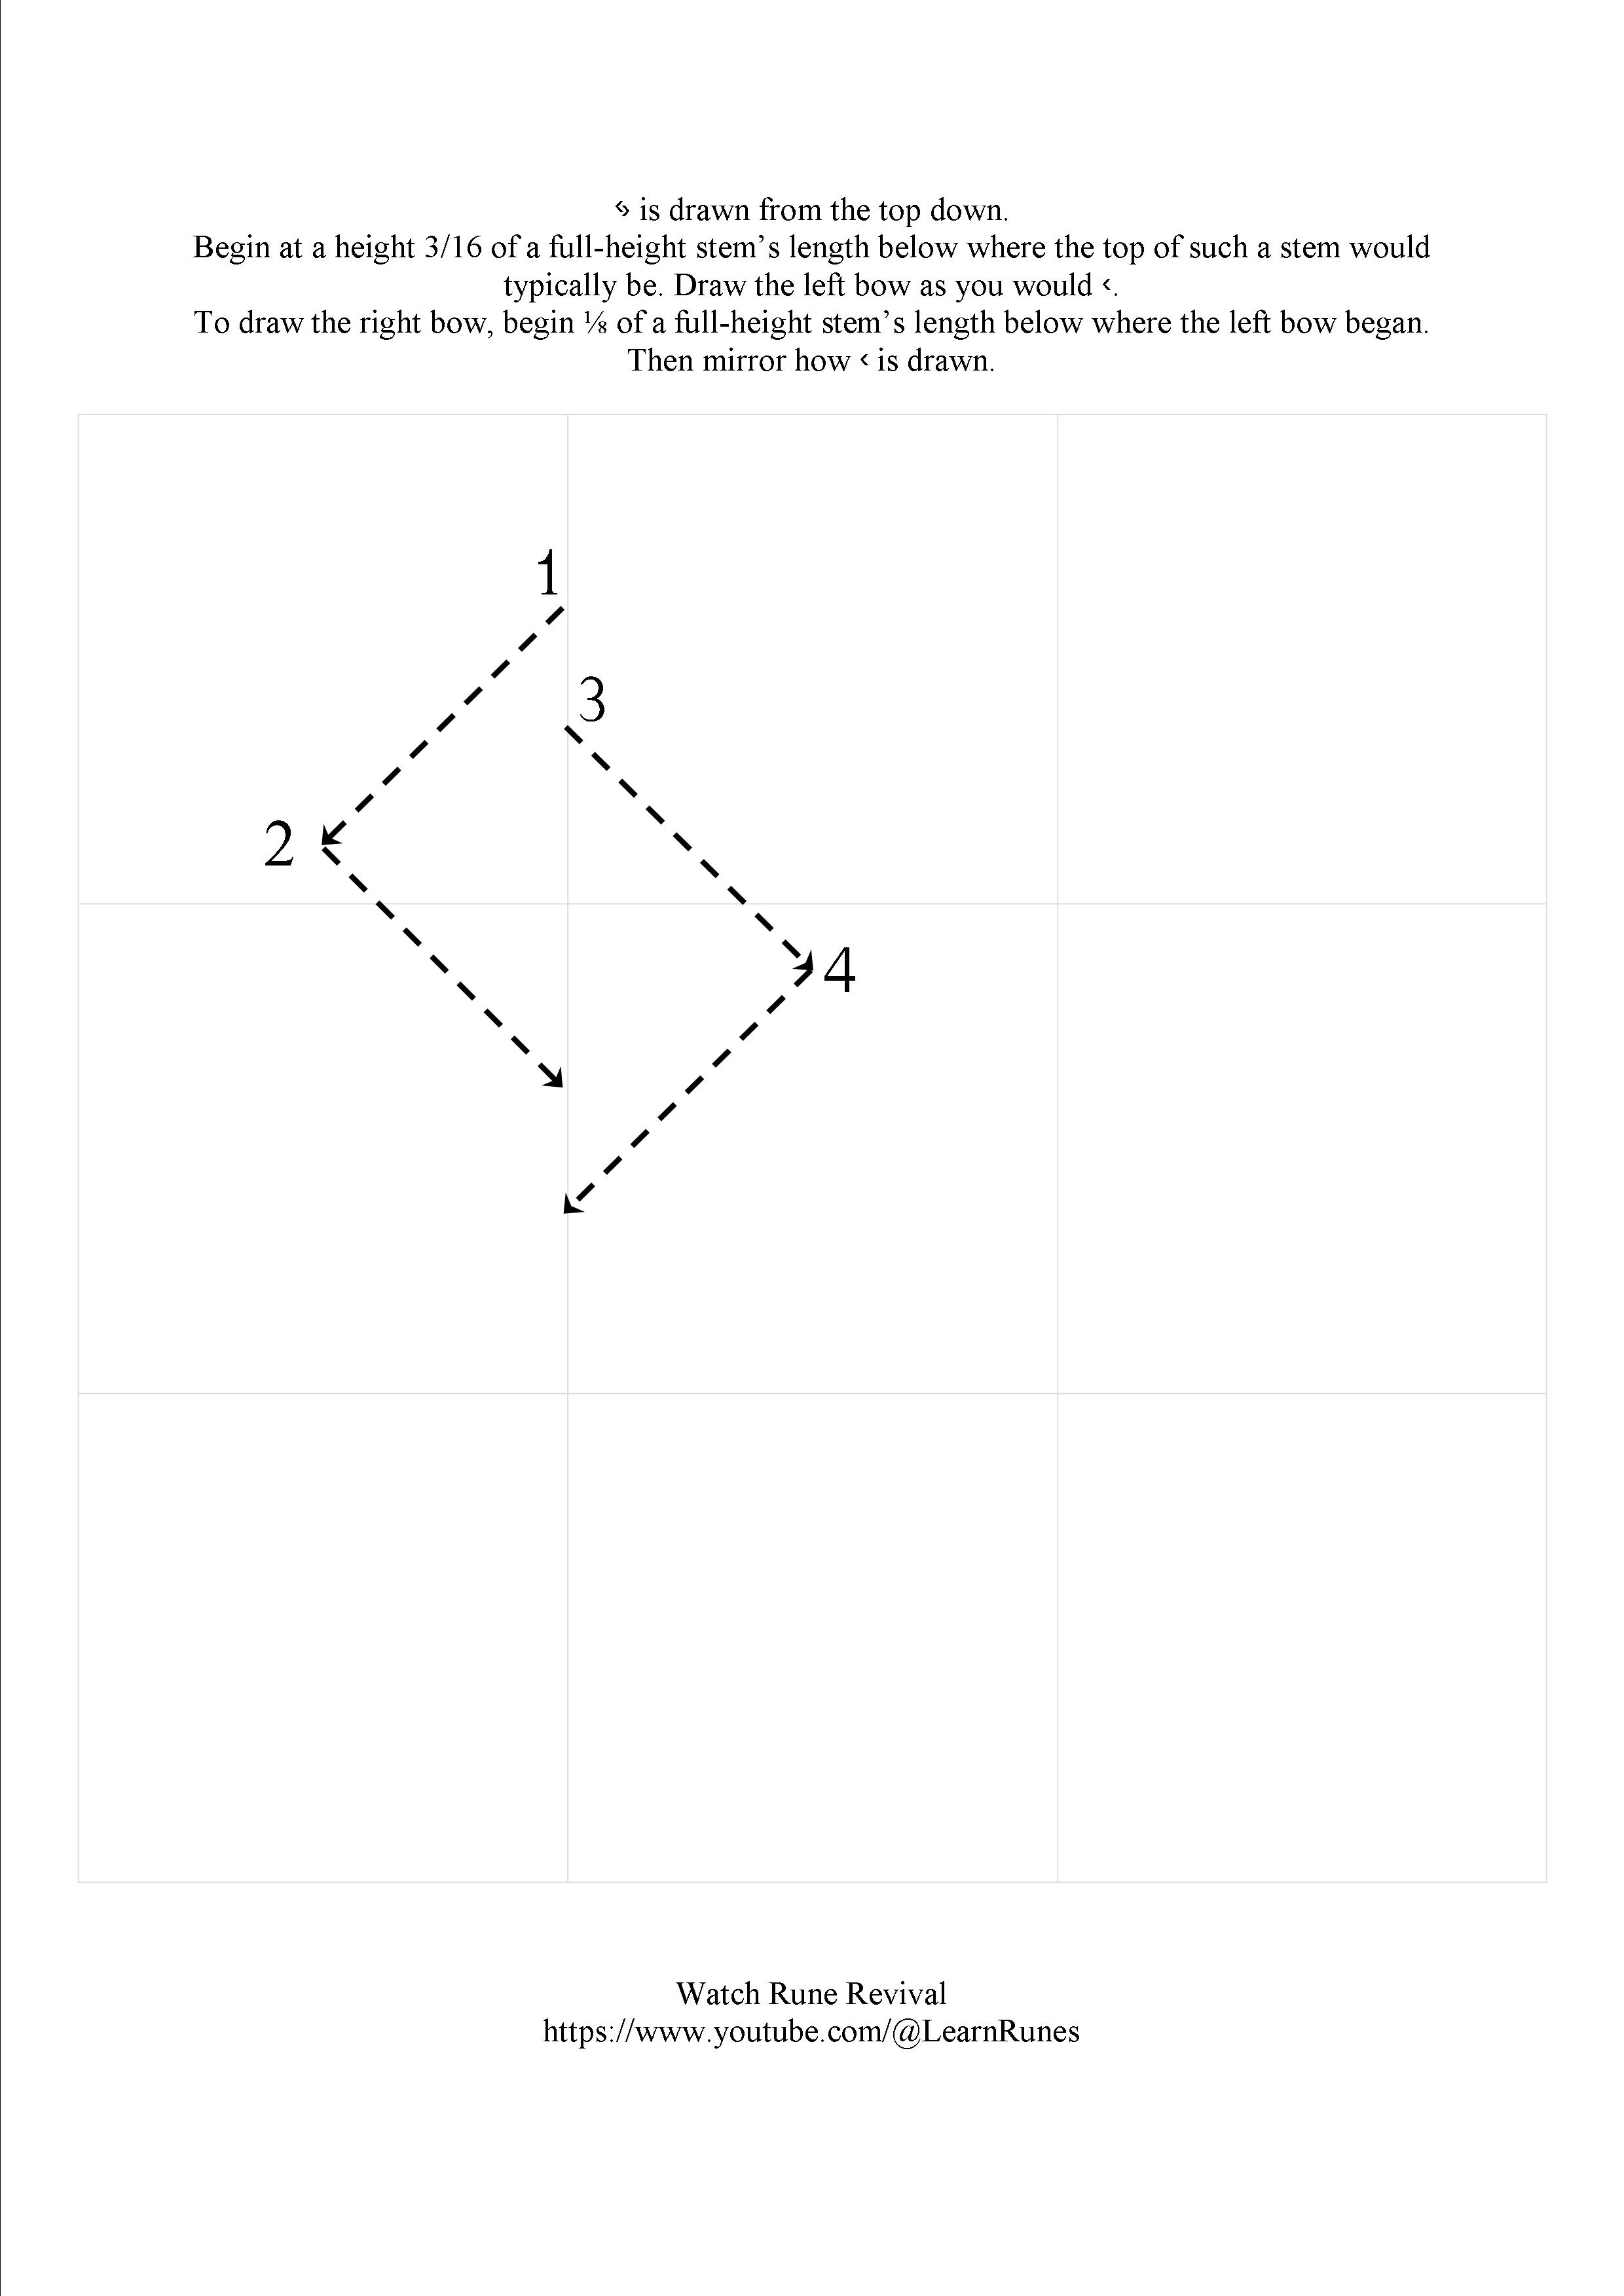 ᛃ is drawn from the top down.
Begin at a height 3/16 of a full-height stem’s length below where the top of such a stem would
typically be. Draw the left bow as you would ᚲ.
To draw the right bow, begin ⅛ of a full-height stem’s length below where the left bow began.
Then mirror how ᚲ is drawn.
1
3
2
4
Watch Rune Revival
https://www.youtube.com/@LearnRunes